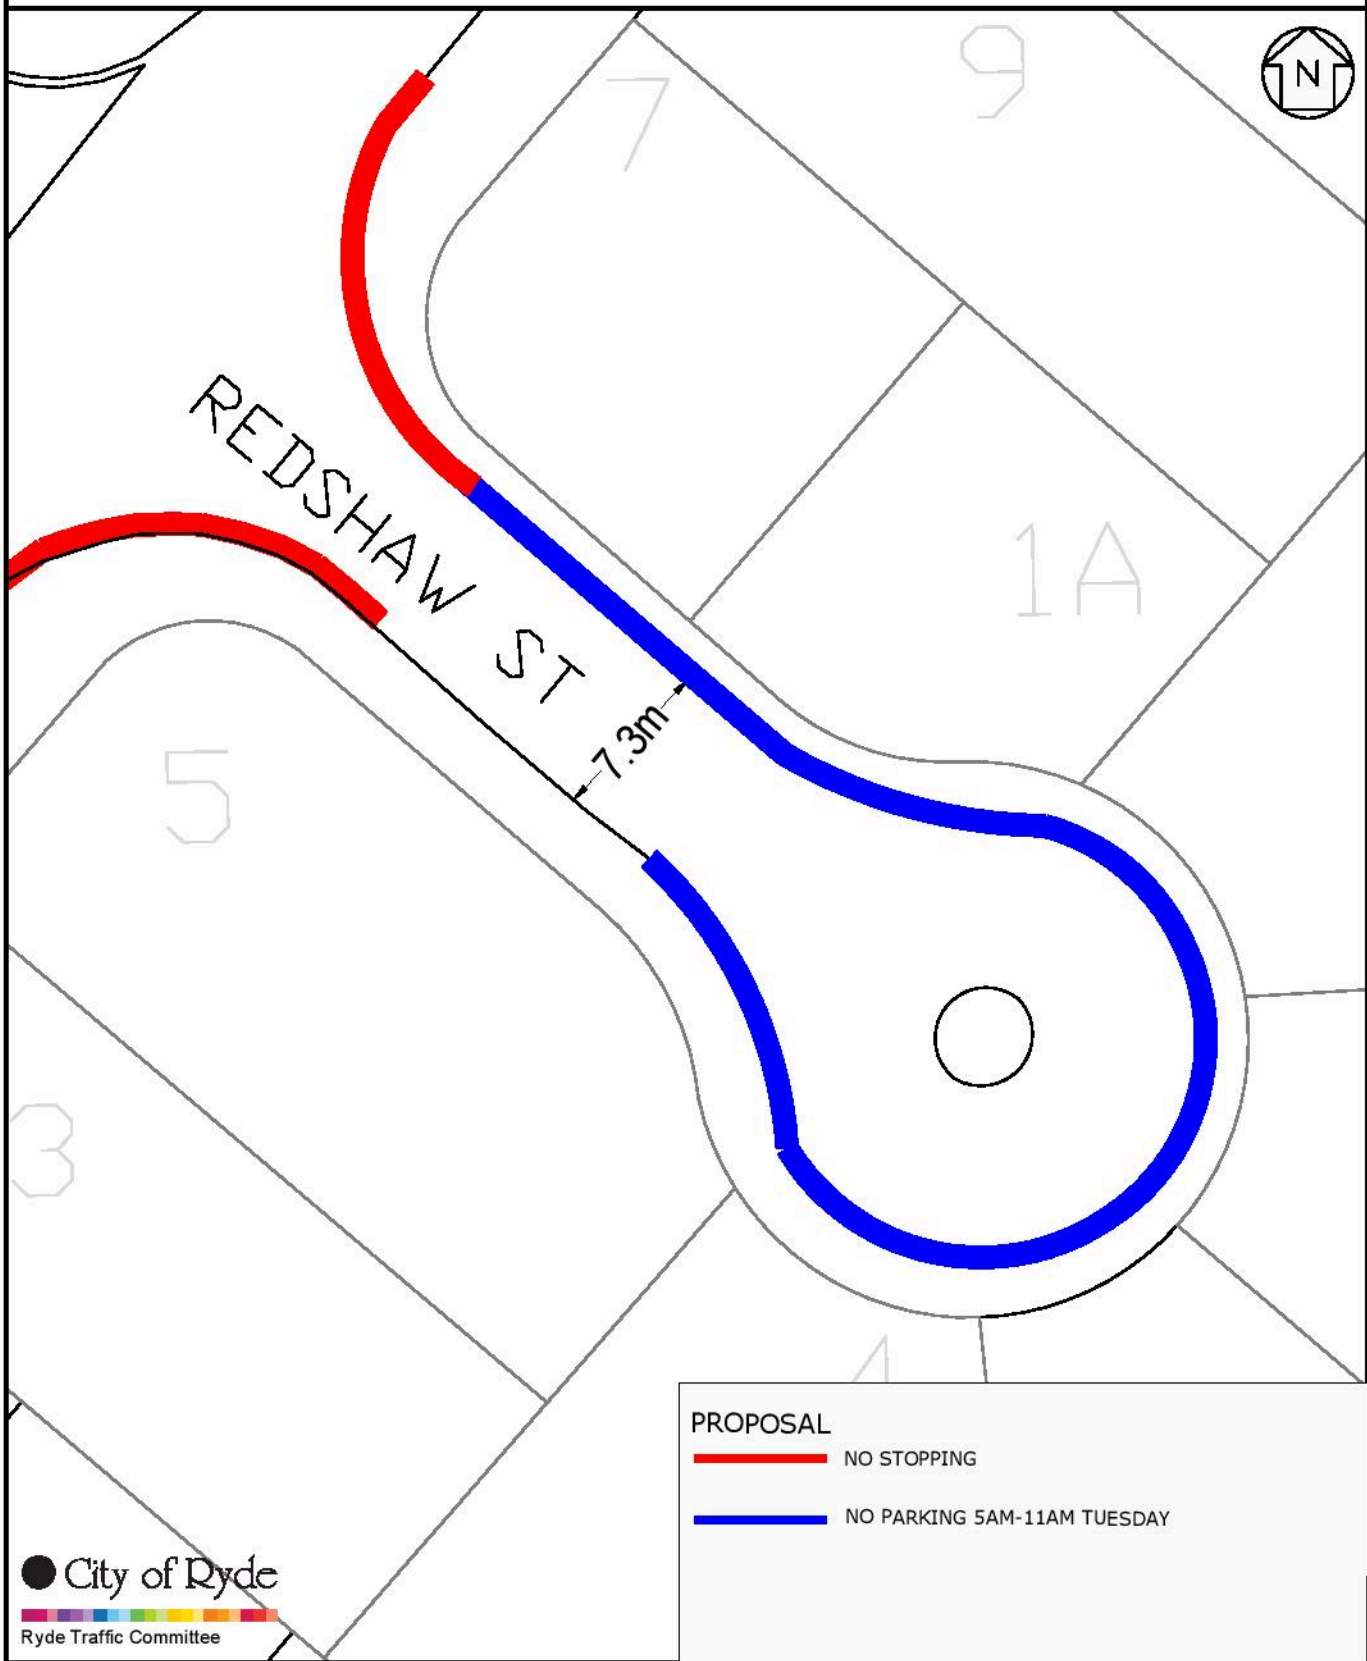 7
9
N
REDSHAW ST
1A
7.3m
5
3
4
PROPOSAL
NO STOPPING
NO PARKING 5AM-11AM TUESDAY
City of Ryde
Ryde Traffic Committee